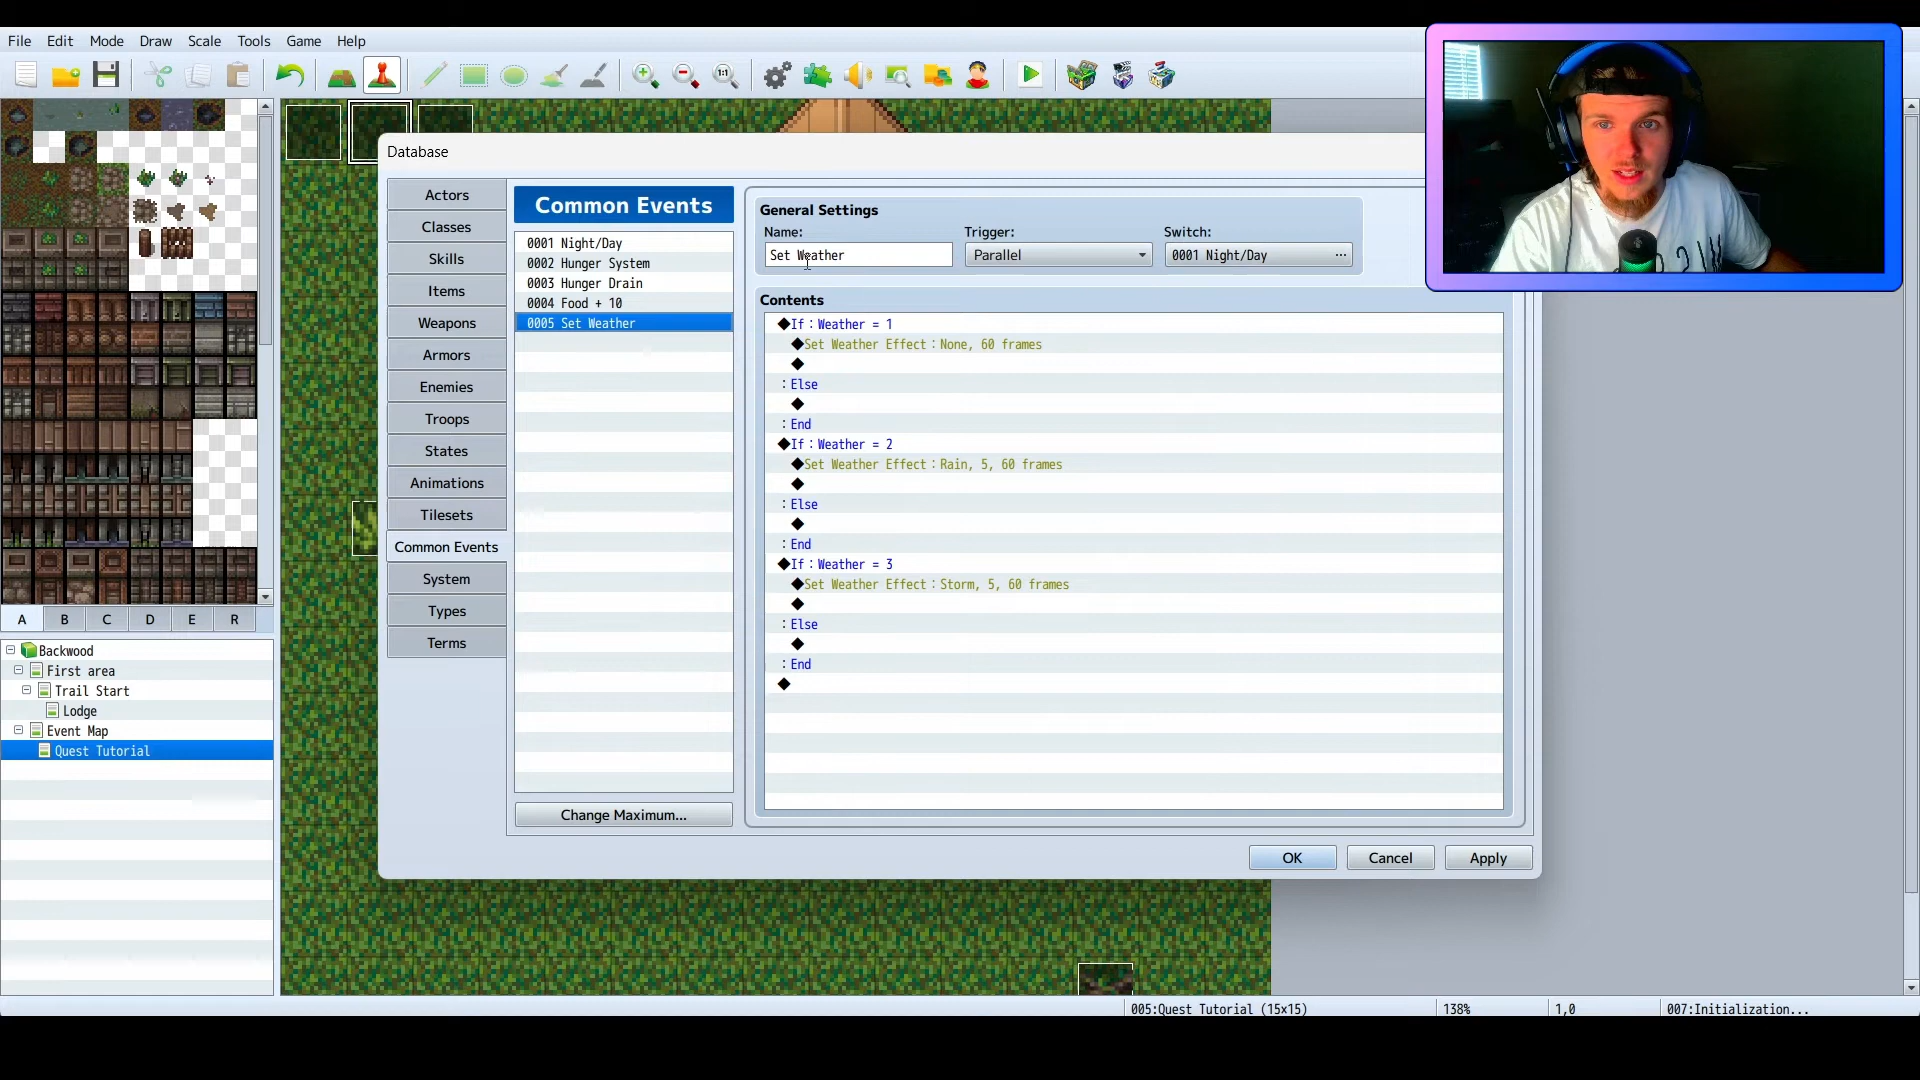 File Edit Mode Draw Scale Tools Game Help
1:1
Database
Actors
Classes
Skills
Items
Weapons
Armors
Enemies
Troops
States
Animations
Tilesets
Common Events
System
Types
Terms
Common Events
0001 Night/Day
0002 Hunger System
0003 Hunger Drain
0004 Food + 10
0005 Set Weather
Change Maximum...
General Settings
Name: Trigger: Switch:
Set Weather Parallel 0001 Night/Day ...
Contents
◆If：Weather = 1
◆Set Weather Effect：None, 60 frames
◆
：Else
◆
：End
◆If：Weather = 2
◆Set Weather Effect：Rain, 5, 60 frames
◆
：Else
◆
：End
◆If：Weather = 3
◆Set Weather Effect：Storm, 5, 60 frames
◆
：Else
◆
：End
◆
OK Cancel Apply
A B C D E R
Backwood
First area
Trail Start
Lodge
Event Map
Quest Tutorial
005:Quest Tutorial (15x15) 138% 1,0 007:Initialization...